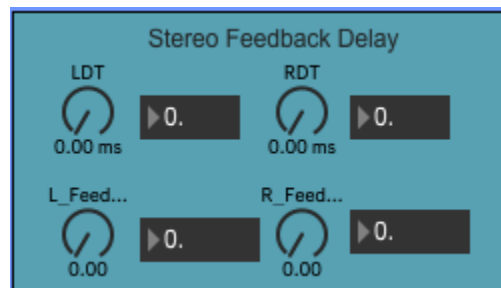 Stereo Feedback Delay
LDT RDT
0. 0.
0.00 ms 0.00 ms
L_Feed... R_Feed...
0. 0.
0.00 0.00